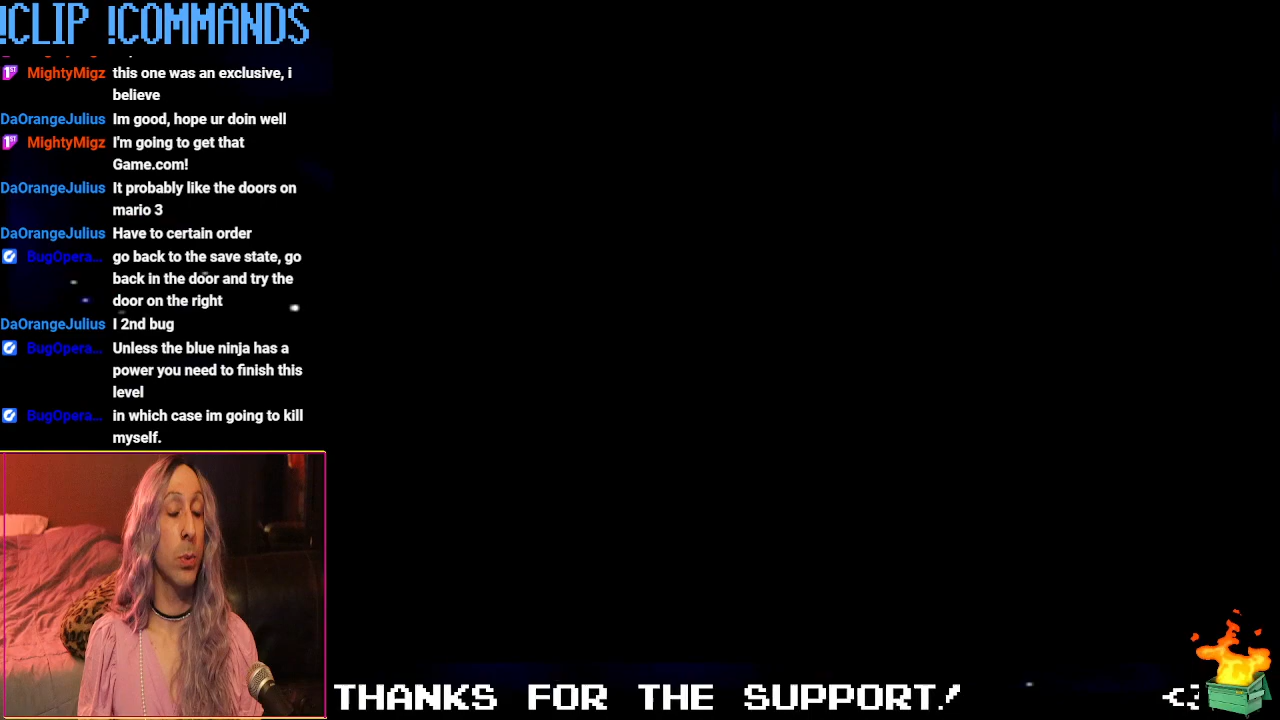 !CLIP !COMMANDS
MightyMigz this one was an exclusive, i
believe
DaOrangeJulius Im good, hope ur doin well
MightyMigz I'm going to get that
Game.com!
DaOrangeJulius It probably like the doors on
mario 3
DaOrangeJulius Have to certain order
BugOpera... go back to the save state, go
back in the door and try the
door on the right
DaOrangeJulius I 2nd bug
BugOpera... Unless the blue ninja has a
power you need to finish this
level
BugOpera... in which case im going to kill
myself.
THANKS FOR THE SUPPORT! <3